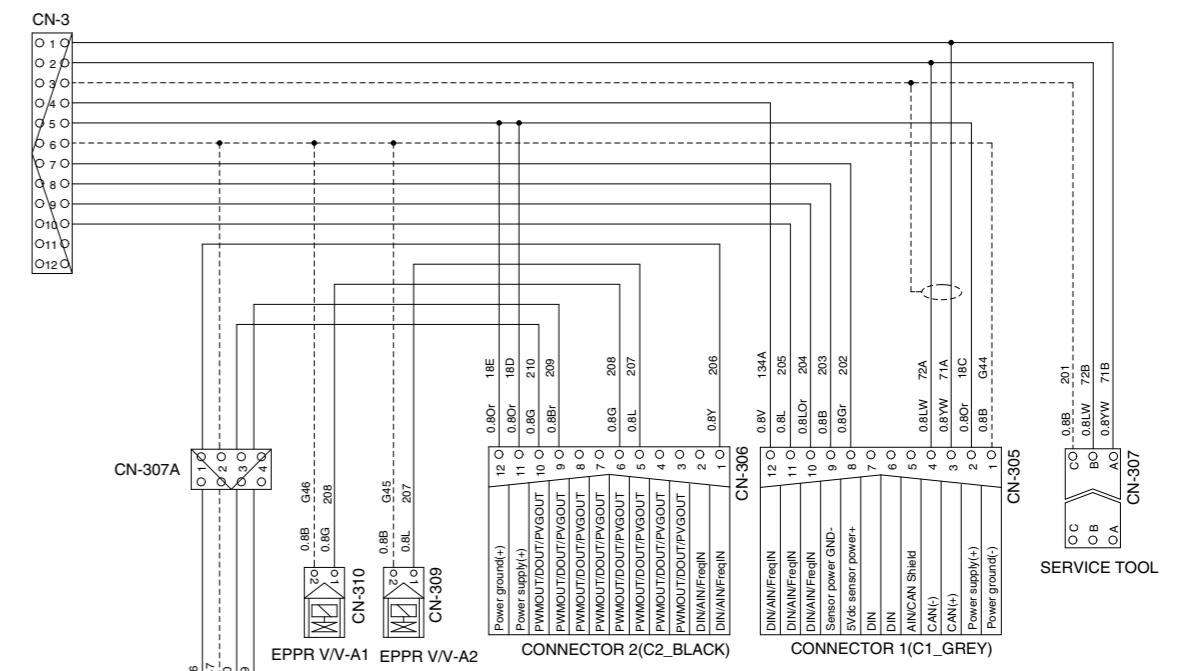 CN-3
1
2
3
4
5
6
7
8
9
10
11
12
18E
18D
210
209
208
207
206
134A
205
204
203
202
72A
71A
18C
G44
201
72B
71B
0.8Or
0.8Or
0.8G
0.8Br
0.8G
0.8L
0.8Y
0.8V
0.8L
0.8LOr
0.8B
0.8Gr
0.8LW
0.8YW
0.8Or
0.8B
0.8B
0.8LW
0.8YW
CN-307A
1 2 3 4
G46
208
G45
207
0.8B
0.8G
0.8B
0.8L
12 11 10 9 8 7 6 5 4 3 2 1
CN-306
12 11 10 9 8 7 6 5 4 3 2 1
CN-305
C B A
CN-307
C B A
SERVICE TOOL
Power ground(+)
Power supply(+)
PWMOUT/DOUT/PVGOUT
PWMOUT/DOUT/PVGOUT
PWMOUT/DOUT/PVGOUT
PWMOUT/DOUT/PVGOUT
PWMOUT/DOUT/PVGOUT
PWMOUT/DOUT/PVGOUT
PWMOUT/DOUT/PVGOUT
PWMOUT/DOUT/PVGOUT
DIN/AIN/FreqIN
DIN/AIN/FreqIN
DIN/AIN/FreqIN
DIN/AIN/FreqIN
DIN/AIN/FreqIN
Sensor power GND-
5Vdc sensor power+
DIN
DIN
AIN/CAN Shield
CAN(-)
CAN(+)
Power supply(+)
Power ground(-)
2 1
CN-310
2 1
CN-309
EPPR V/V-A1
EPPR V/V-A2
CONNECTOR 2(C2_BLACK)
CONNECTOR 1(C1_GREY)